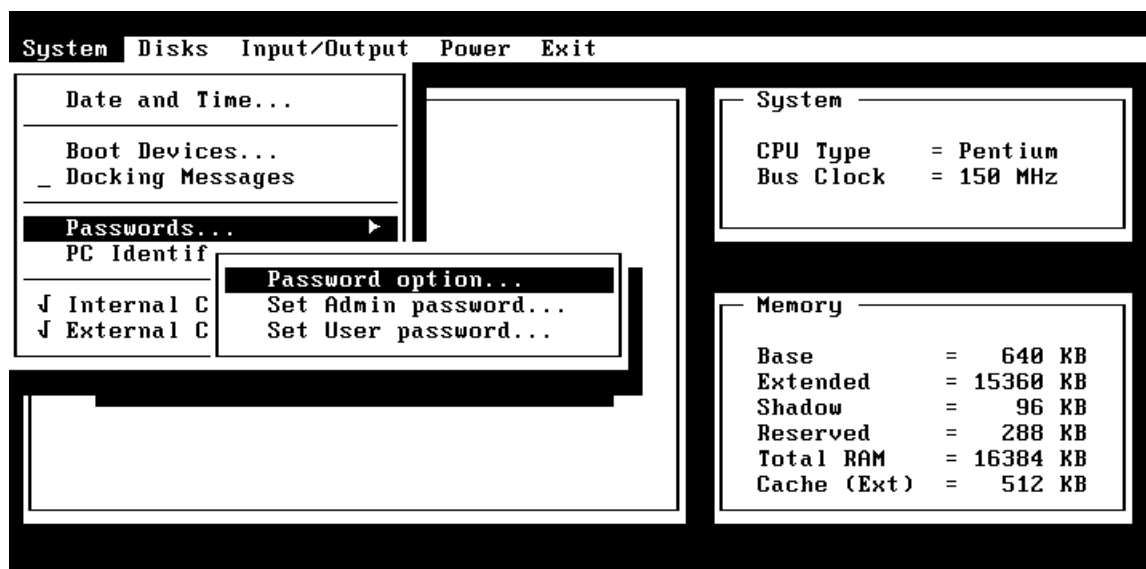 System Disks Input/Output Power Exit
Date and Time...
Boot Devices...
_ Docking Messages
Passwords... ►
PC Identif
√ Internal C
√ External C
Password option...
Set Admin password...
Set User password...
System
CPU Type = Pentium
Bus Clock = 150 MHz
Memory
Base = 640 KB
Extended = 15360 KB
Shadow = 96 KB
Reserved = 288 KB
Total RAM = 16384 KB
Cache (Ext) = 512 KB